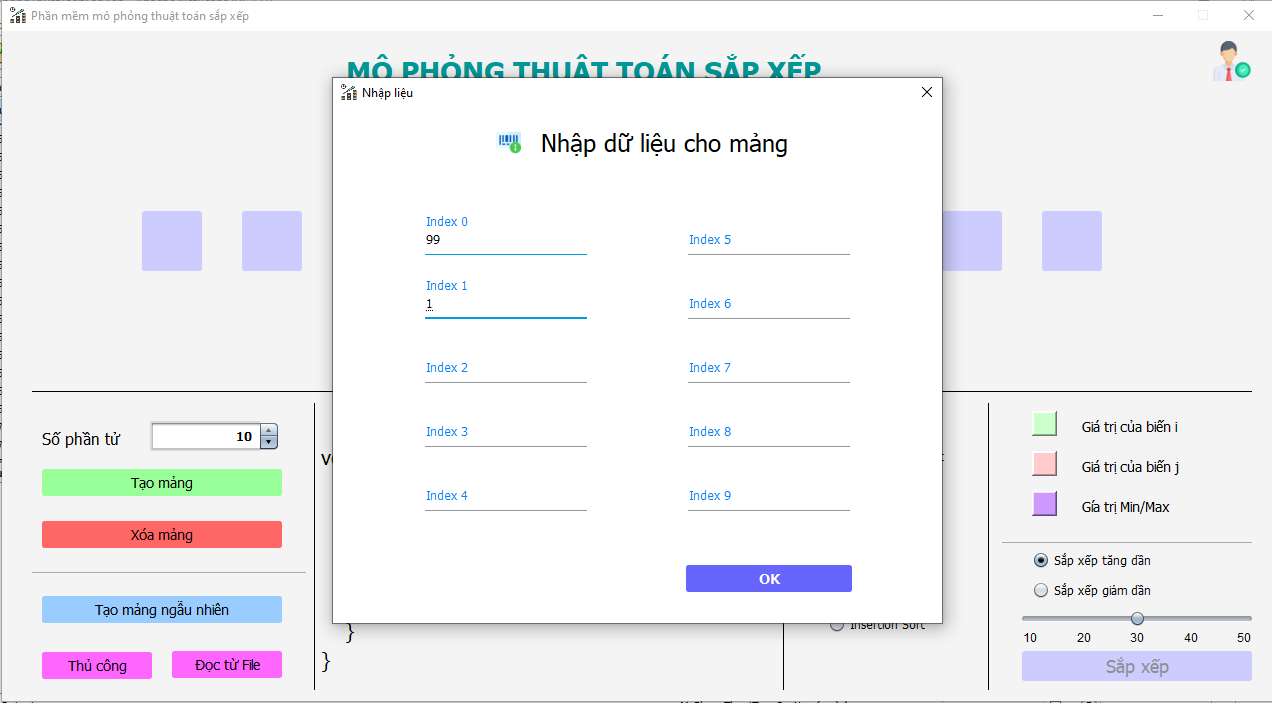 Phần mềm mô phỏng thuật toán sắp xếp
MÔ PHỎNG THUẬT TOÁN SẮP XẾP
Nhập liệu
Nhập dữ liệu cho mảng
Index 0
99
Index 5
Index 1
1
Index 6
Index 2
Index 7
Index 3
Index 8
Index 4
Index 9
OK
Số phần tử
10
Tạo mảng
Xóa mảng
Tạo mảng ngẫu nhiên
Thủ công
Đọc từ File
}
}
Insertion Sort
Giá trị của biến i
Giá trị của biến j
Gía trị Min/Max
Sắp xếp tăng dần
Sắp xếp giảm dần
10 20 30 40 50
Sắp xếp